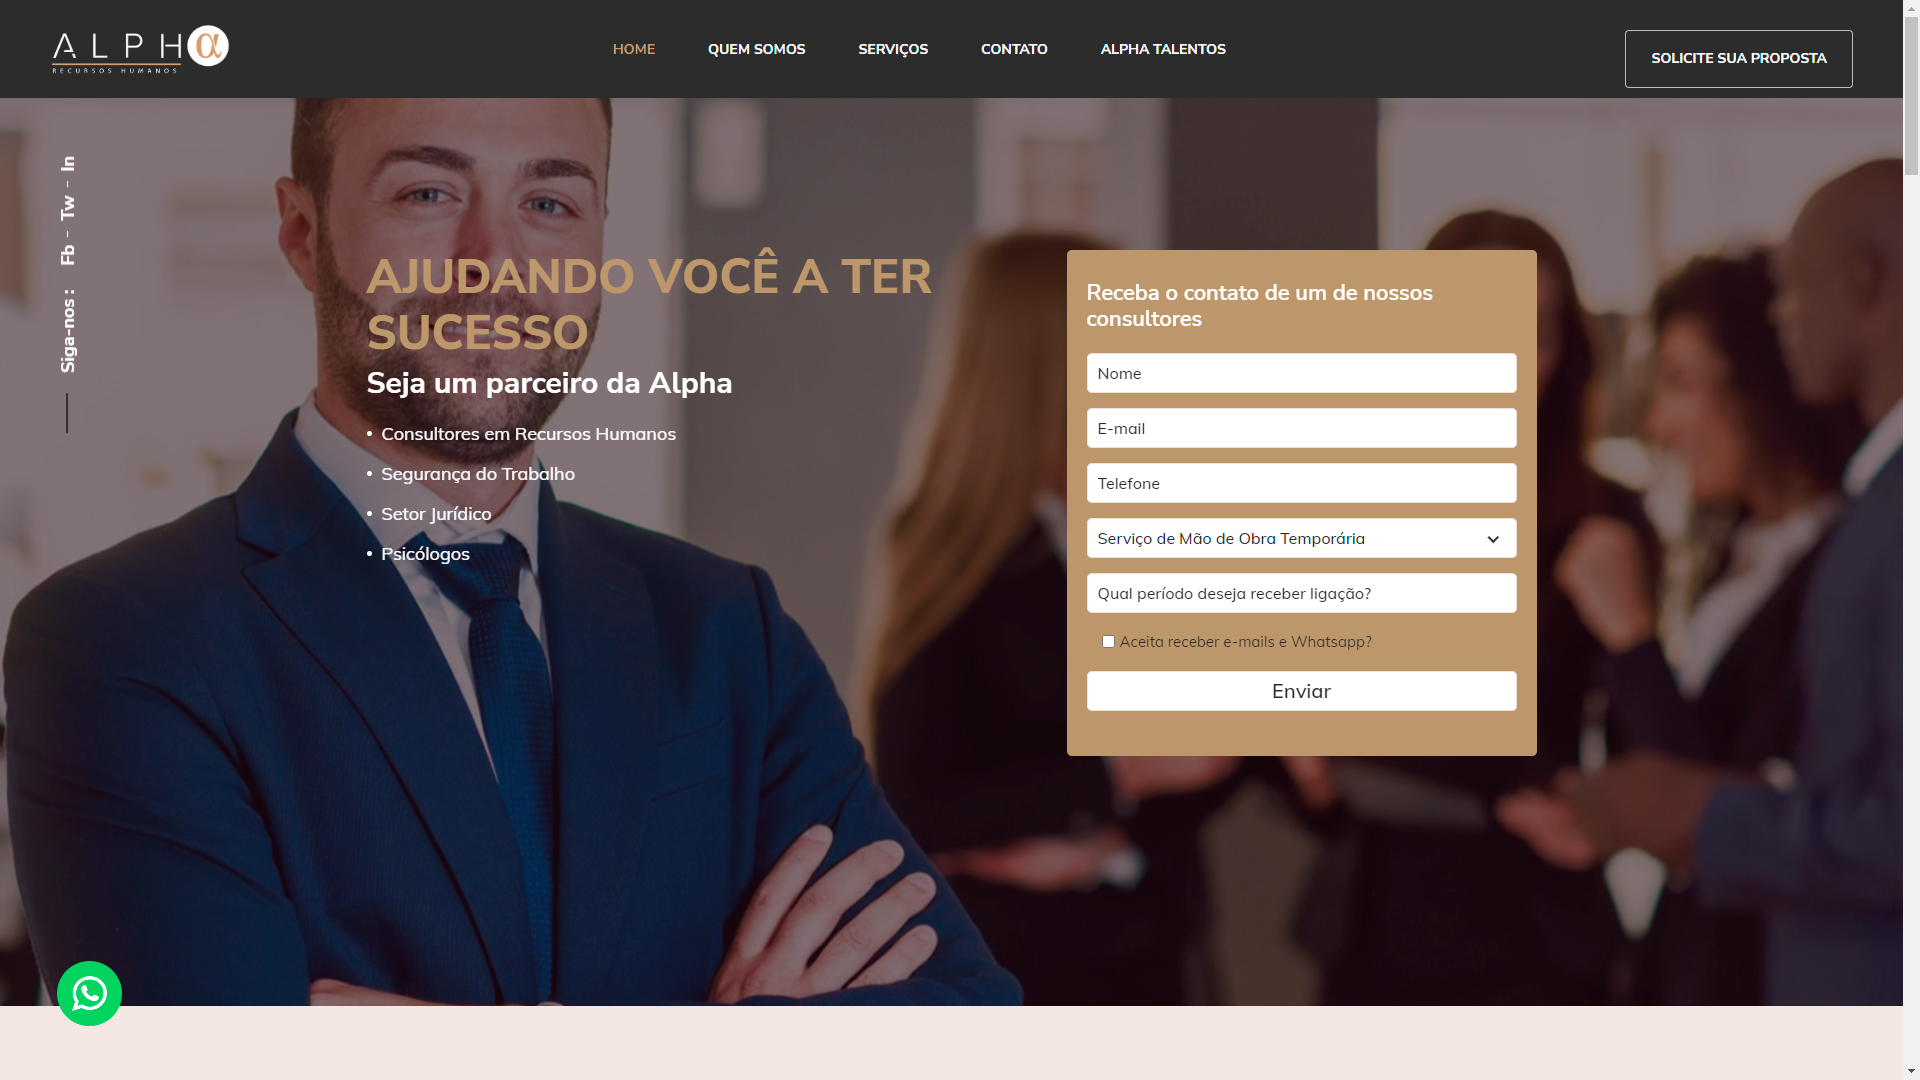 ALPHα
RECURSOS HUMANOS
HOME
QUEM SOMOS
SERVIÇOS
CONTATO
ALPHA TALENTOS
SOLICITE SUA PROPOSTA
Siga-nos : Fb - Tw - In
AJUDANDO VOCÊ A TER
SUCESSO
Seja um parceiro da Alpha
• Consultores em Recursos Humanos
• Segurança do Trabalho
• Setor Jurídico
• Psicólogos
Receba o contato de um de nossos
consultores
Nome
E-mail
Telefone
Serviço de Mão de Obra Temporária
Qual período deseja receber ligação?
Aceita receber e-mails e Whatsapp?
Enviar